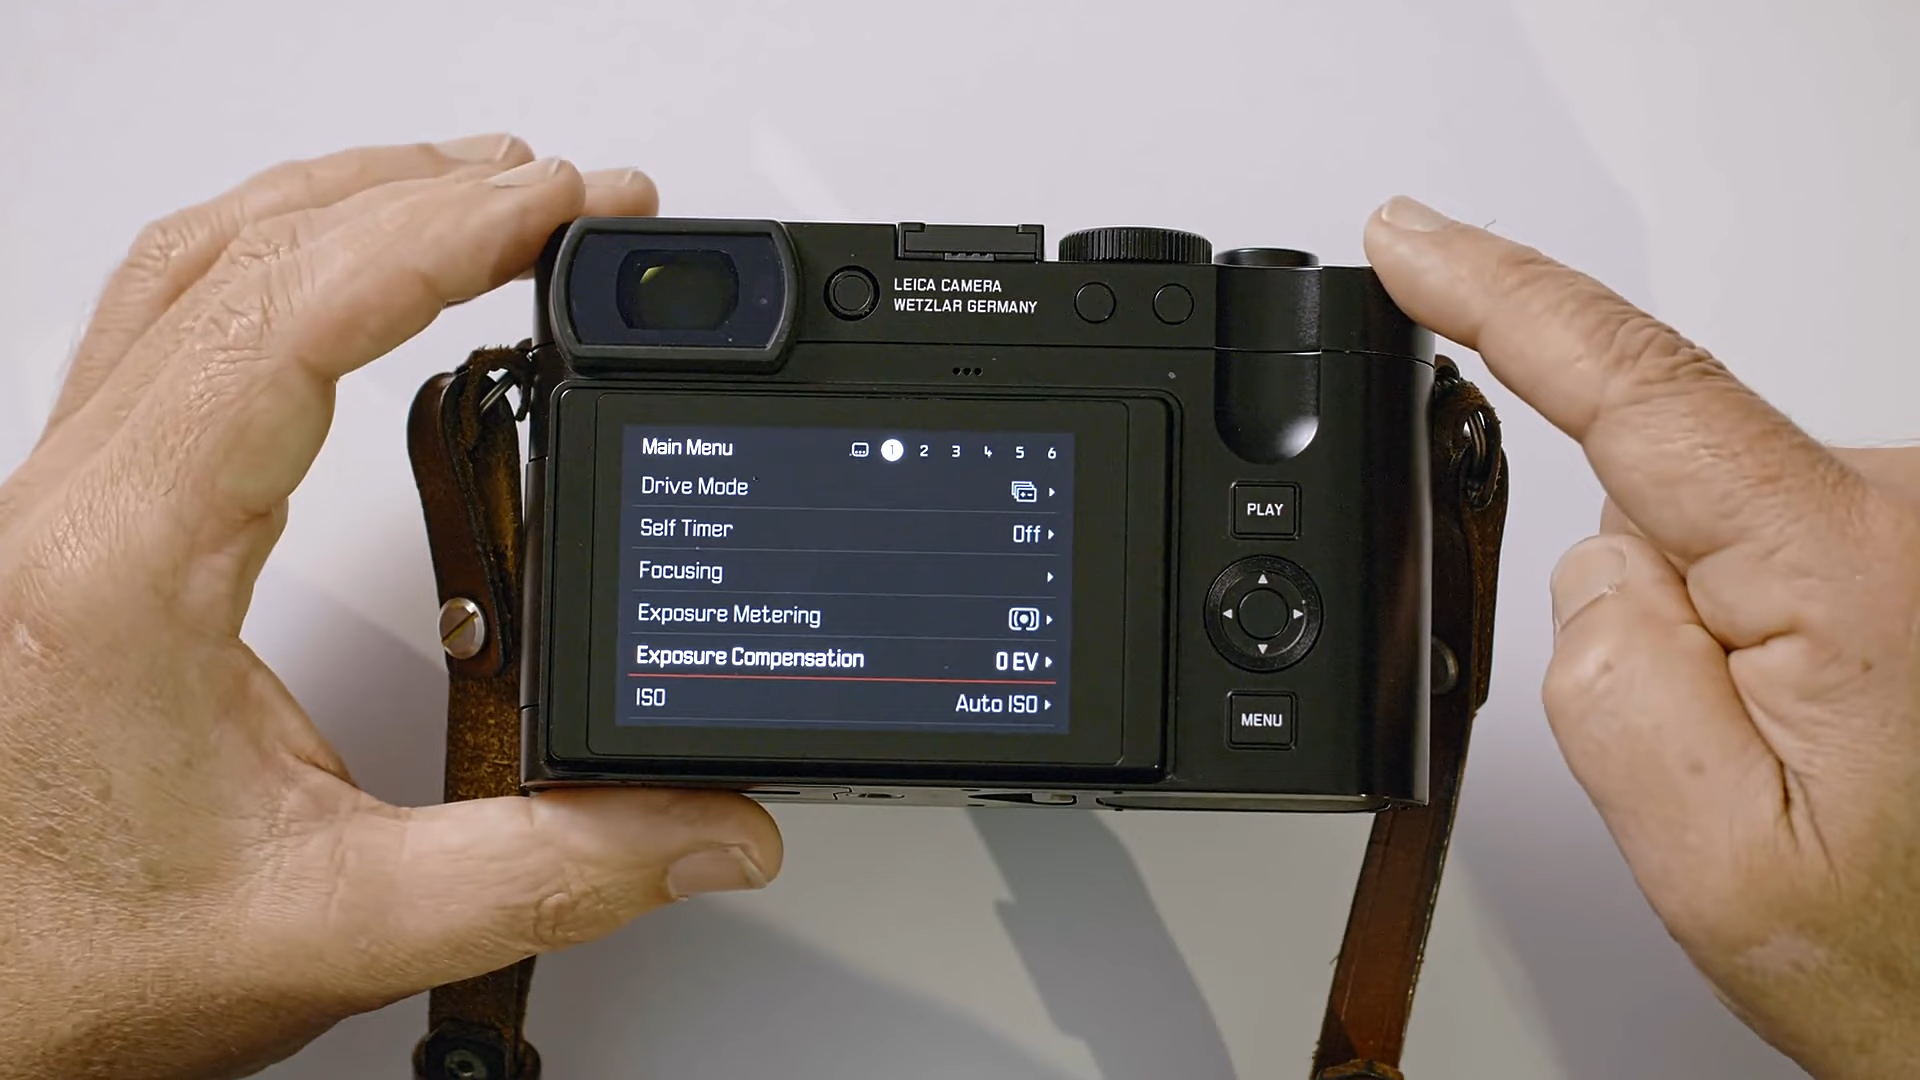 LEICA CAMERA
WETZLAR GERMANY
Main Menu 1 2 3 4 5 6
Drive Mode
Self Timer Off
Focusing
Exposure Metering
Exposure Compensation 0 EV
ISO Auto ISO
PLAY
MENU